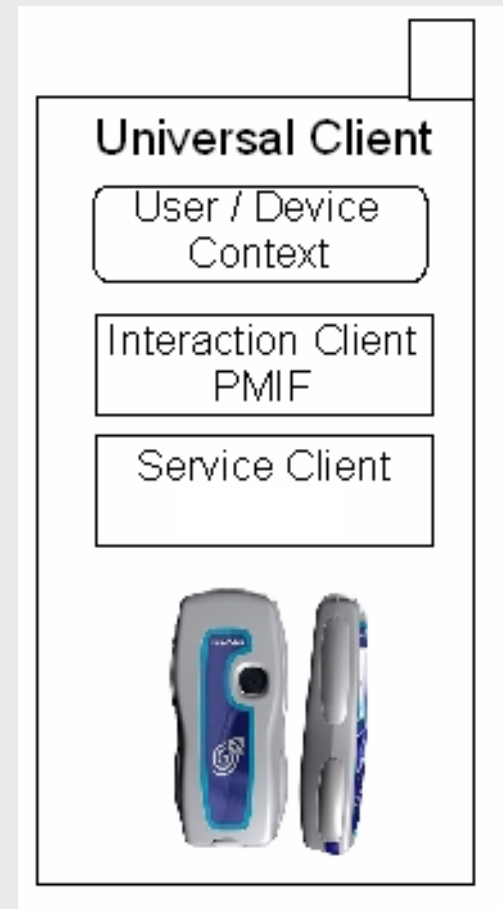 Universal Client
User / Device
Context
Interaction Client
PMIF
Service Client